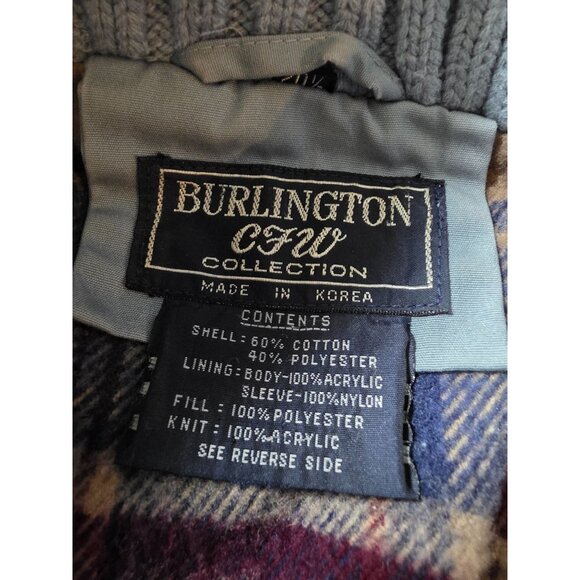 BURLINGTON
CFW
COLLECTION
MADE IN KOREA
CONTENTS
SHELL: 60% COTTON
40% POLYESTER
LINING: BODY-100% ACRYLIC
SLEEVE-100% NYLON
FILL: 100% POLYESTER
KNIT: 100% ACRYLIC
SEE REVERSE SIDE